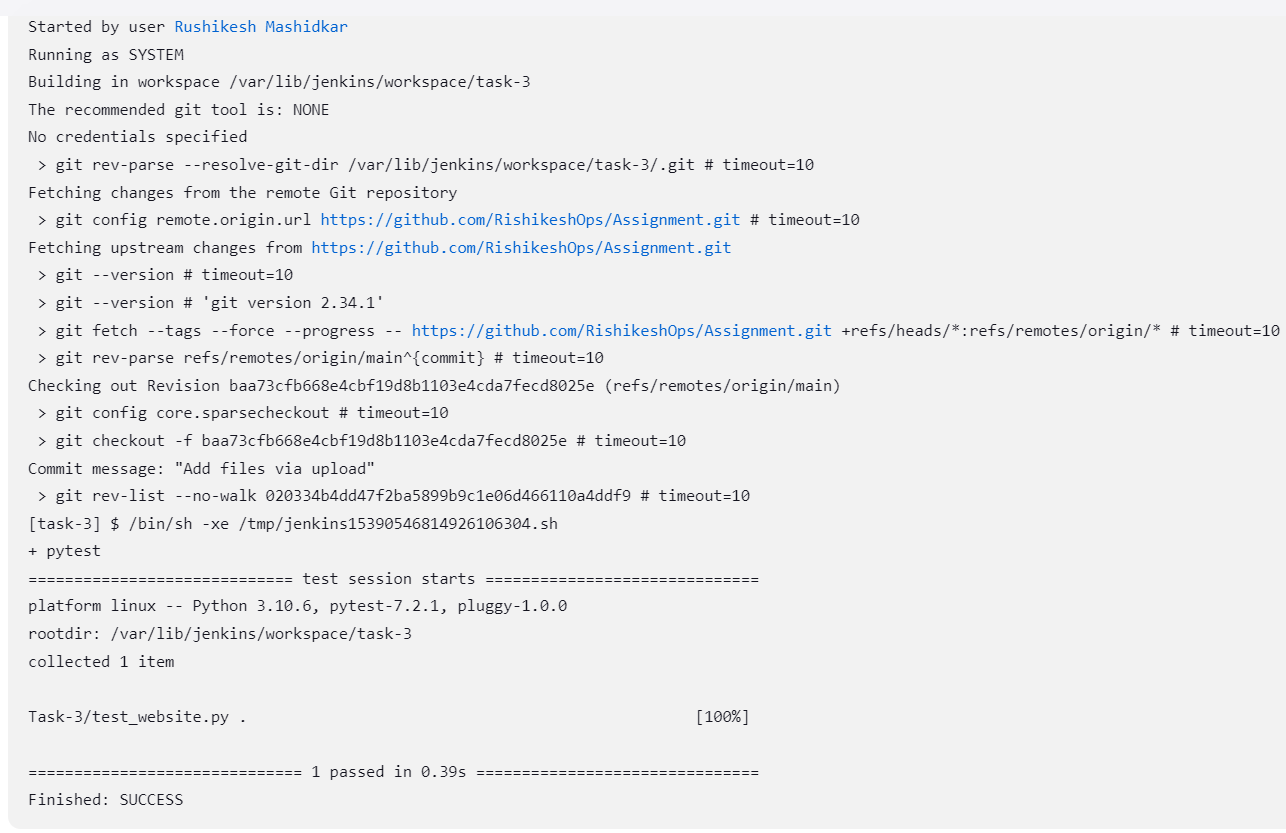 Started by user Rushikesh Mashidkar
Running as SYSTEM
Building in workspace /var/lib/jenkins/workspace/task-3
The recommended git tool is: NONE
No credentials specified
 > git rev-parse --resolve-git-dir /var/lib/jenkins/workspace/task-3/.git # timeout=10
Fetching changes from the remote Git repository
 > git config remote.origin.url https://github.com/RishikeshOps/Assignment.git # timeout=10
Fetching upstream changes from https://github.com/RishikeshOps/Assignment.git
 > git --version # timeout=10
 > git --version # 'git version 2.34.1'
 > git fetch --tags --force --progress -- https://github.com/RishikeshOps/Assignment.git +refs/heads/*:refs/remotes/origin/* # timeout=10
 > git rev-parse refs/remotes/origin/main^{commit} # timeout=10
Checking out Revision baa73cfb668e4cbf19d8b1103e4cda7fecd8025e (refs/remotes/origin/main)
 > git config core.sparsecheckout # timeout=10
 > git checkout -f baa73cfb668e4cbf19d8b1103e4cda7fecd8025e # timeout=10
Commit message: "Add files via upload"
 > git rev-list --no-walk 020334b4dd47f2ba5899b9c1e06d466110a4ddf9 # timeout=10
[task-3] $ /bin/sh -xe /tmp/jenkins15390546814926106304.sh
+ pytest
============================= test session starts ==============================
platform linux -- Python 3.10.6, pytest-7.2.1, pluggy-1.0.0
rootdir: /var/lib/jenkins/workspace/task-3
collected 1 item

Task-3/test_website.py .                                                 [100%]

============================== 1 passed in 0.39s ===============================
Finished: SUCCESS